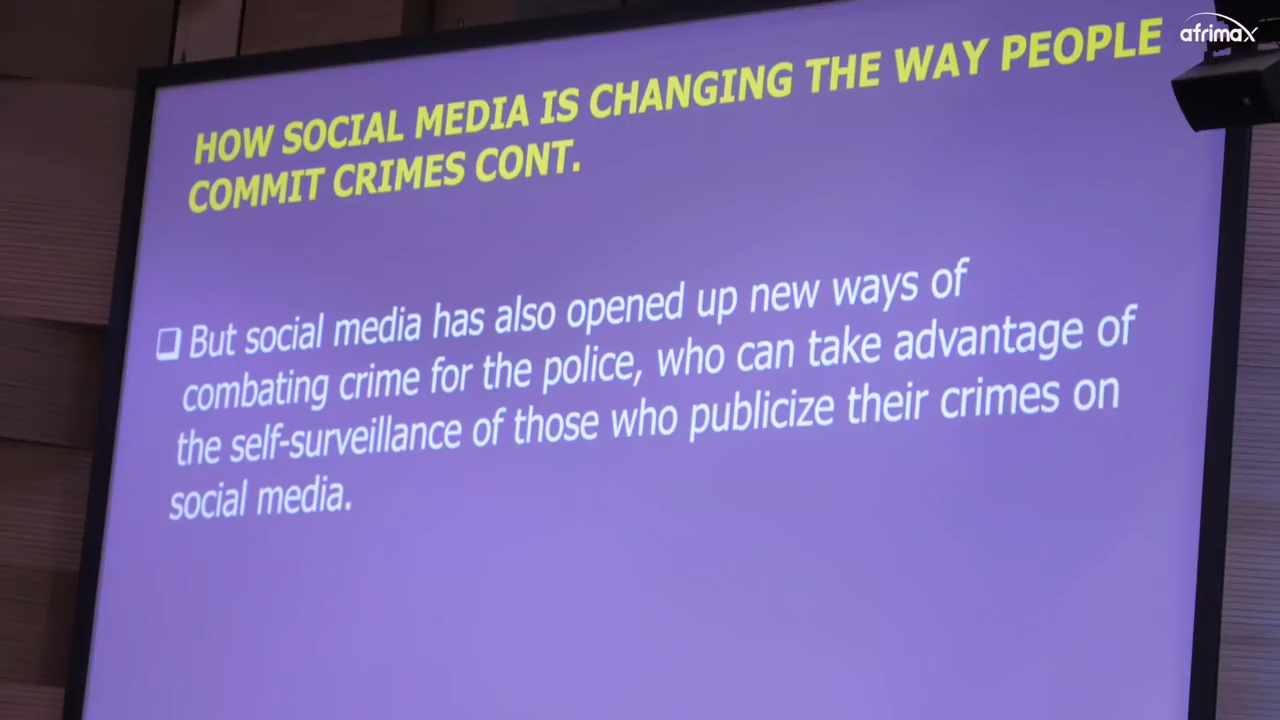 afrimax
HOW SOCIAL MEDIA IS CHANGING THE WAY PEOPLE
COMMIT CRIMES CONT.
❑ But social media has also opened up new ways of
combating crime for the police, who can take advantage of
the self-surveillance of those who publicize their crimes on
social media.